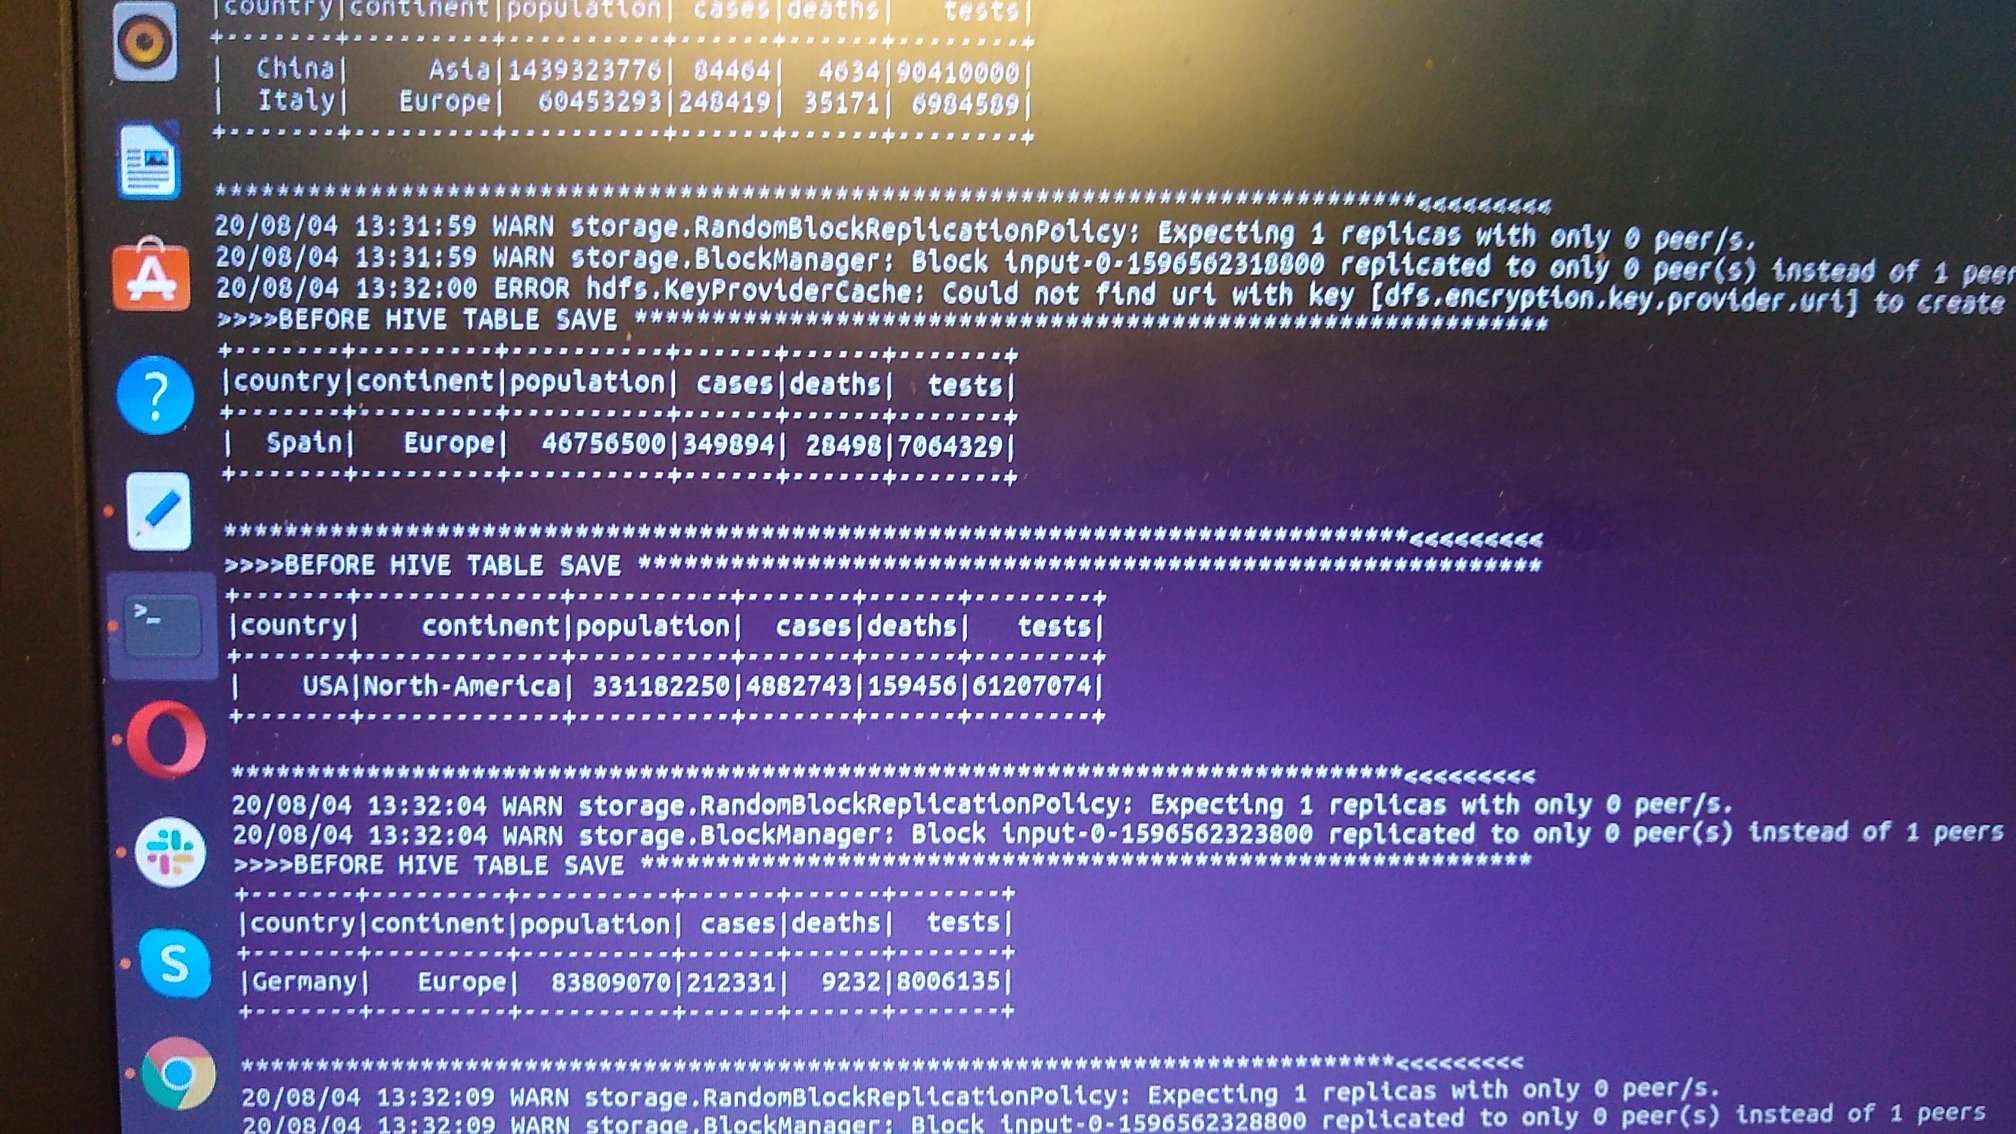 |country|continent|population| cases|deaths|   tests|
+-------+---------+----------+------+------+--------+
|  China|     Asia|1439323776| 84464|  4634|90410000|
|  Italy|   Europe|  60453293|248419| 35171| 6984589|
+-------+---------+----------+------+------+--------+
******************************************************************************<<<<<<<<<
20/08/04 13:31:59 WARN storage.RandomBlockReplicationPolicy: Expecting 1 replicas with only 0 peer/s.
20/08/04 13:31:59 WARN storage.BlockManager: Block input-0-1596562318800 replicated to only 0 peer(s) instead of 1 peer
20/08/04 13:32:00 ERROR hdfs.KeyProviderCache: Could not find uri with key [dfs.encryption.key.provider.uri] to create
>>>>BEFORE HIVE TABLE SAVE ***********************************************************
+-------+---------+----------+------+------+-------+
|country|continent|population| cases|deaths|  tests|
+-------+---------+----------+------+------+-------+
|  Spain|   Europe|  46756500|349894| 28498|7064329|
+-------+---------+----------+------+------+-------+
******************************************************************************<<<<<<<<<
>>>>BEFORE HIVE TABLE SAVE ***********************************************************
+-------+-------------+----------+-------+------+--------+
|country|    continent|population|  cases|deaths|   tests|
+-------+-------------+----------+-------+------+--------+
|    USA|North-America| 331182250|4882743|159456|61207074|
+-------+-------------+----------+-------+------+--------+
******************************************************************************<<<<<<<<<
20/08/04 13:32:04 WARN storage.RandomBlockReplicationPolicy: Expecting 1 replicas with only 0 peer/s.
20/08/04 13:32:04 WARN storage.BlockManager: Block input-0-1596562323800 replicated to only 0 peer(s) instead of 1 peers
>>>>BEFORE HIVE TABLE SAVE ***********************************************************
+-------+---------+----------+------+------+-------+
|country|continent|population| cases|deaths|  tests|
+-------+---------+----------+------+------+-------+
|Germany|   Europe|  83809070|212331|  9232|8006135|
+-------+---------+----------+------+------+-------+
******************************************************************************<<<<<<<<<
20/08/04 13:32:09 WARN storage.RandomBlockReplicationPolicy: Expecting 1 replicas with only 0 peer/s.
20/08/04 13:32:09 WARN storage.BlockManager: Block input-0-1596562328800 replicated to only 0 peer(s) instead of 1 peers